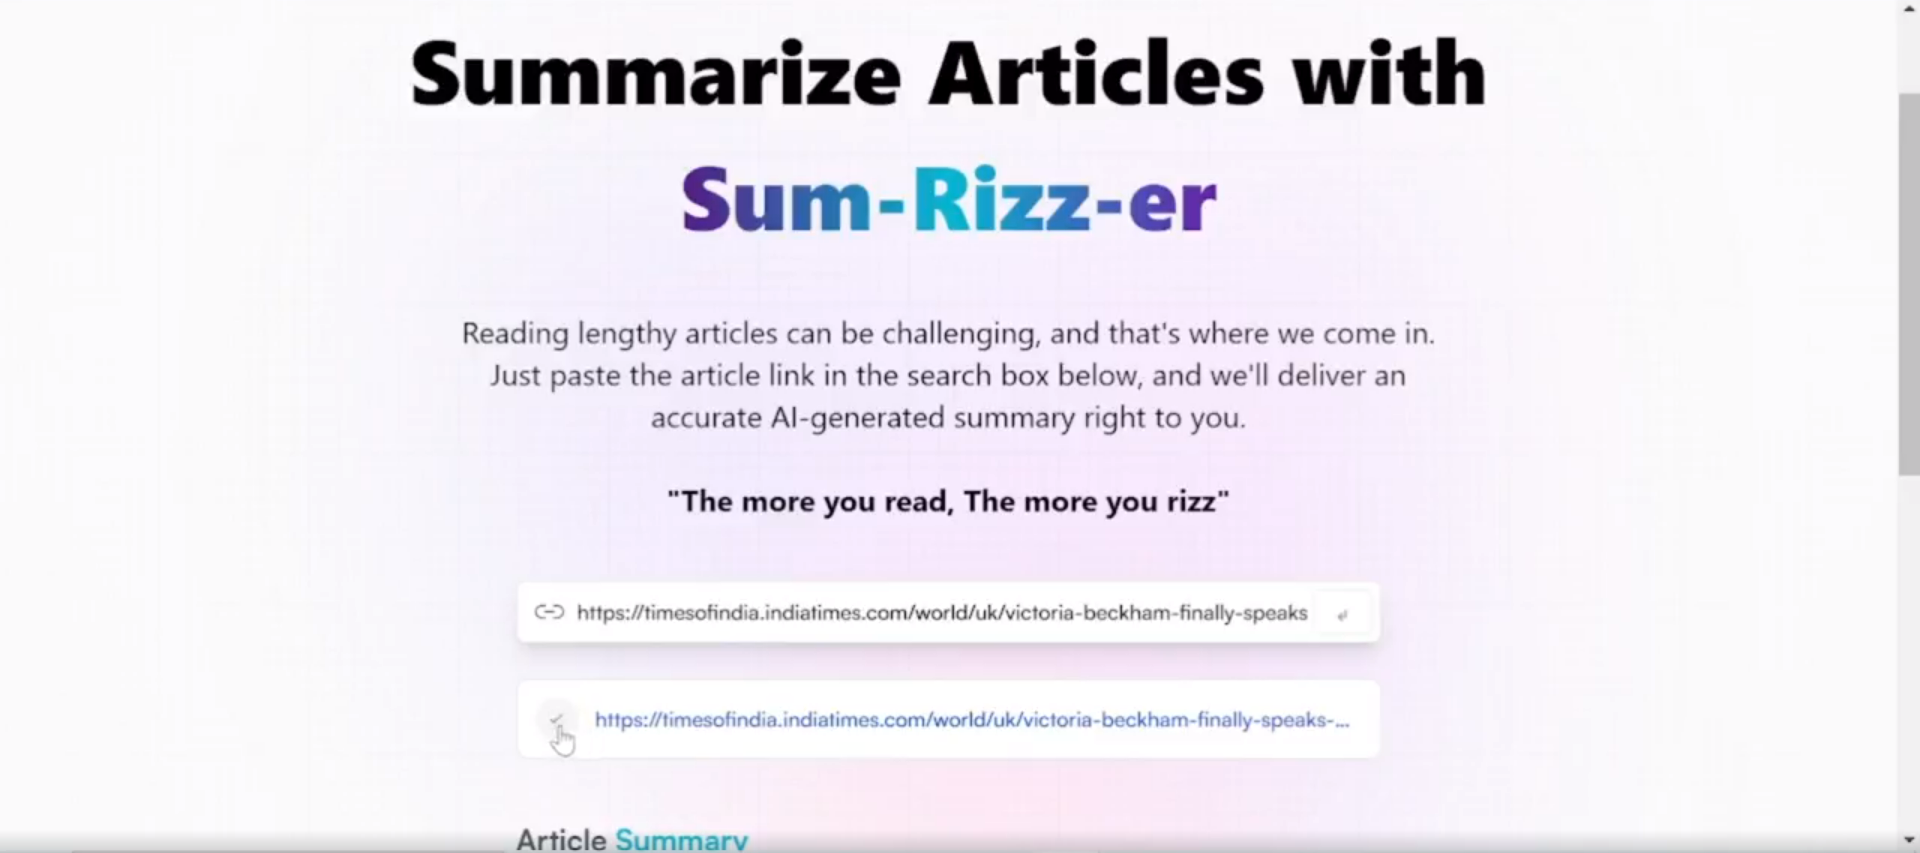 Summarize Articles with
Sum-Rizz-er
Reading lengthy articles can be challenging, and that's where we come in.
Just paste the article link in the search box below, and we'll deliver an
accurate AI-generated summary right to you.
"The more you read, The more you rizz"
https://timesofindia.indiatimes.com/world/uk/victoria-beckham-finally-speaks
https://timesofindia.indiatimes.com/world/uk/victoria-beckham-finally-speaks-...
Article Summary